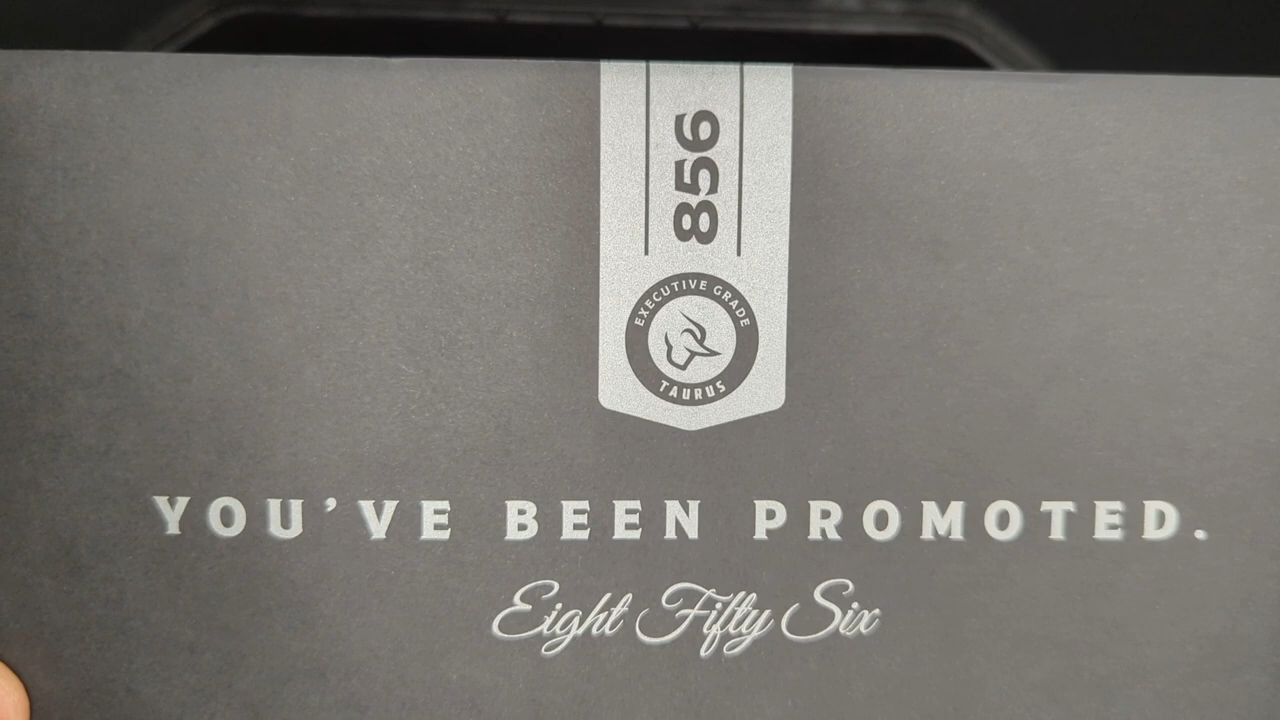 856
EXECUTIVE GRADE
TAURUS
YOU'VE BEEN PROMOTED.
Eight Fifty Six